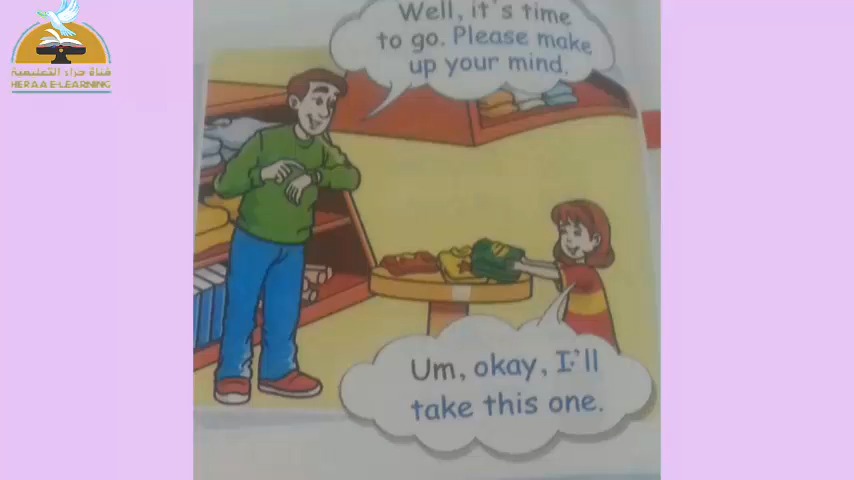 قناة حراء التعليمية
HERAA E-LEARNING
Well, it's time
to go. Please make
up your mind.
Um, okay, I'll
take this one.